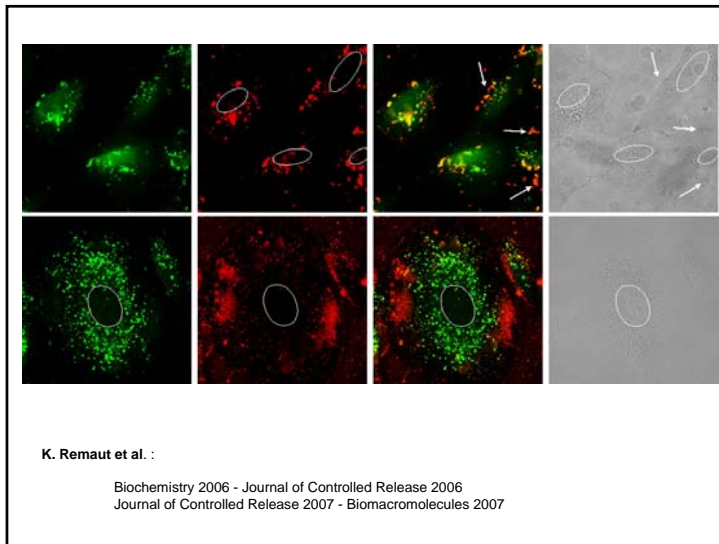 K. Remaut et al. :
Biochemistry 2006 - Journal of Controlled Release 2006
Journal of Controlled Release 2007 - Biomacromolecules 2007